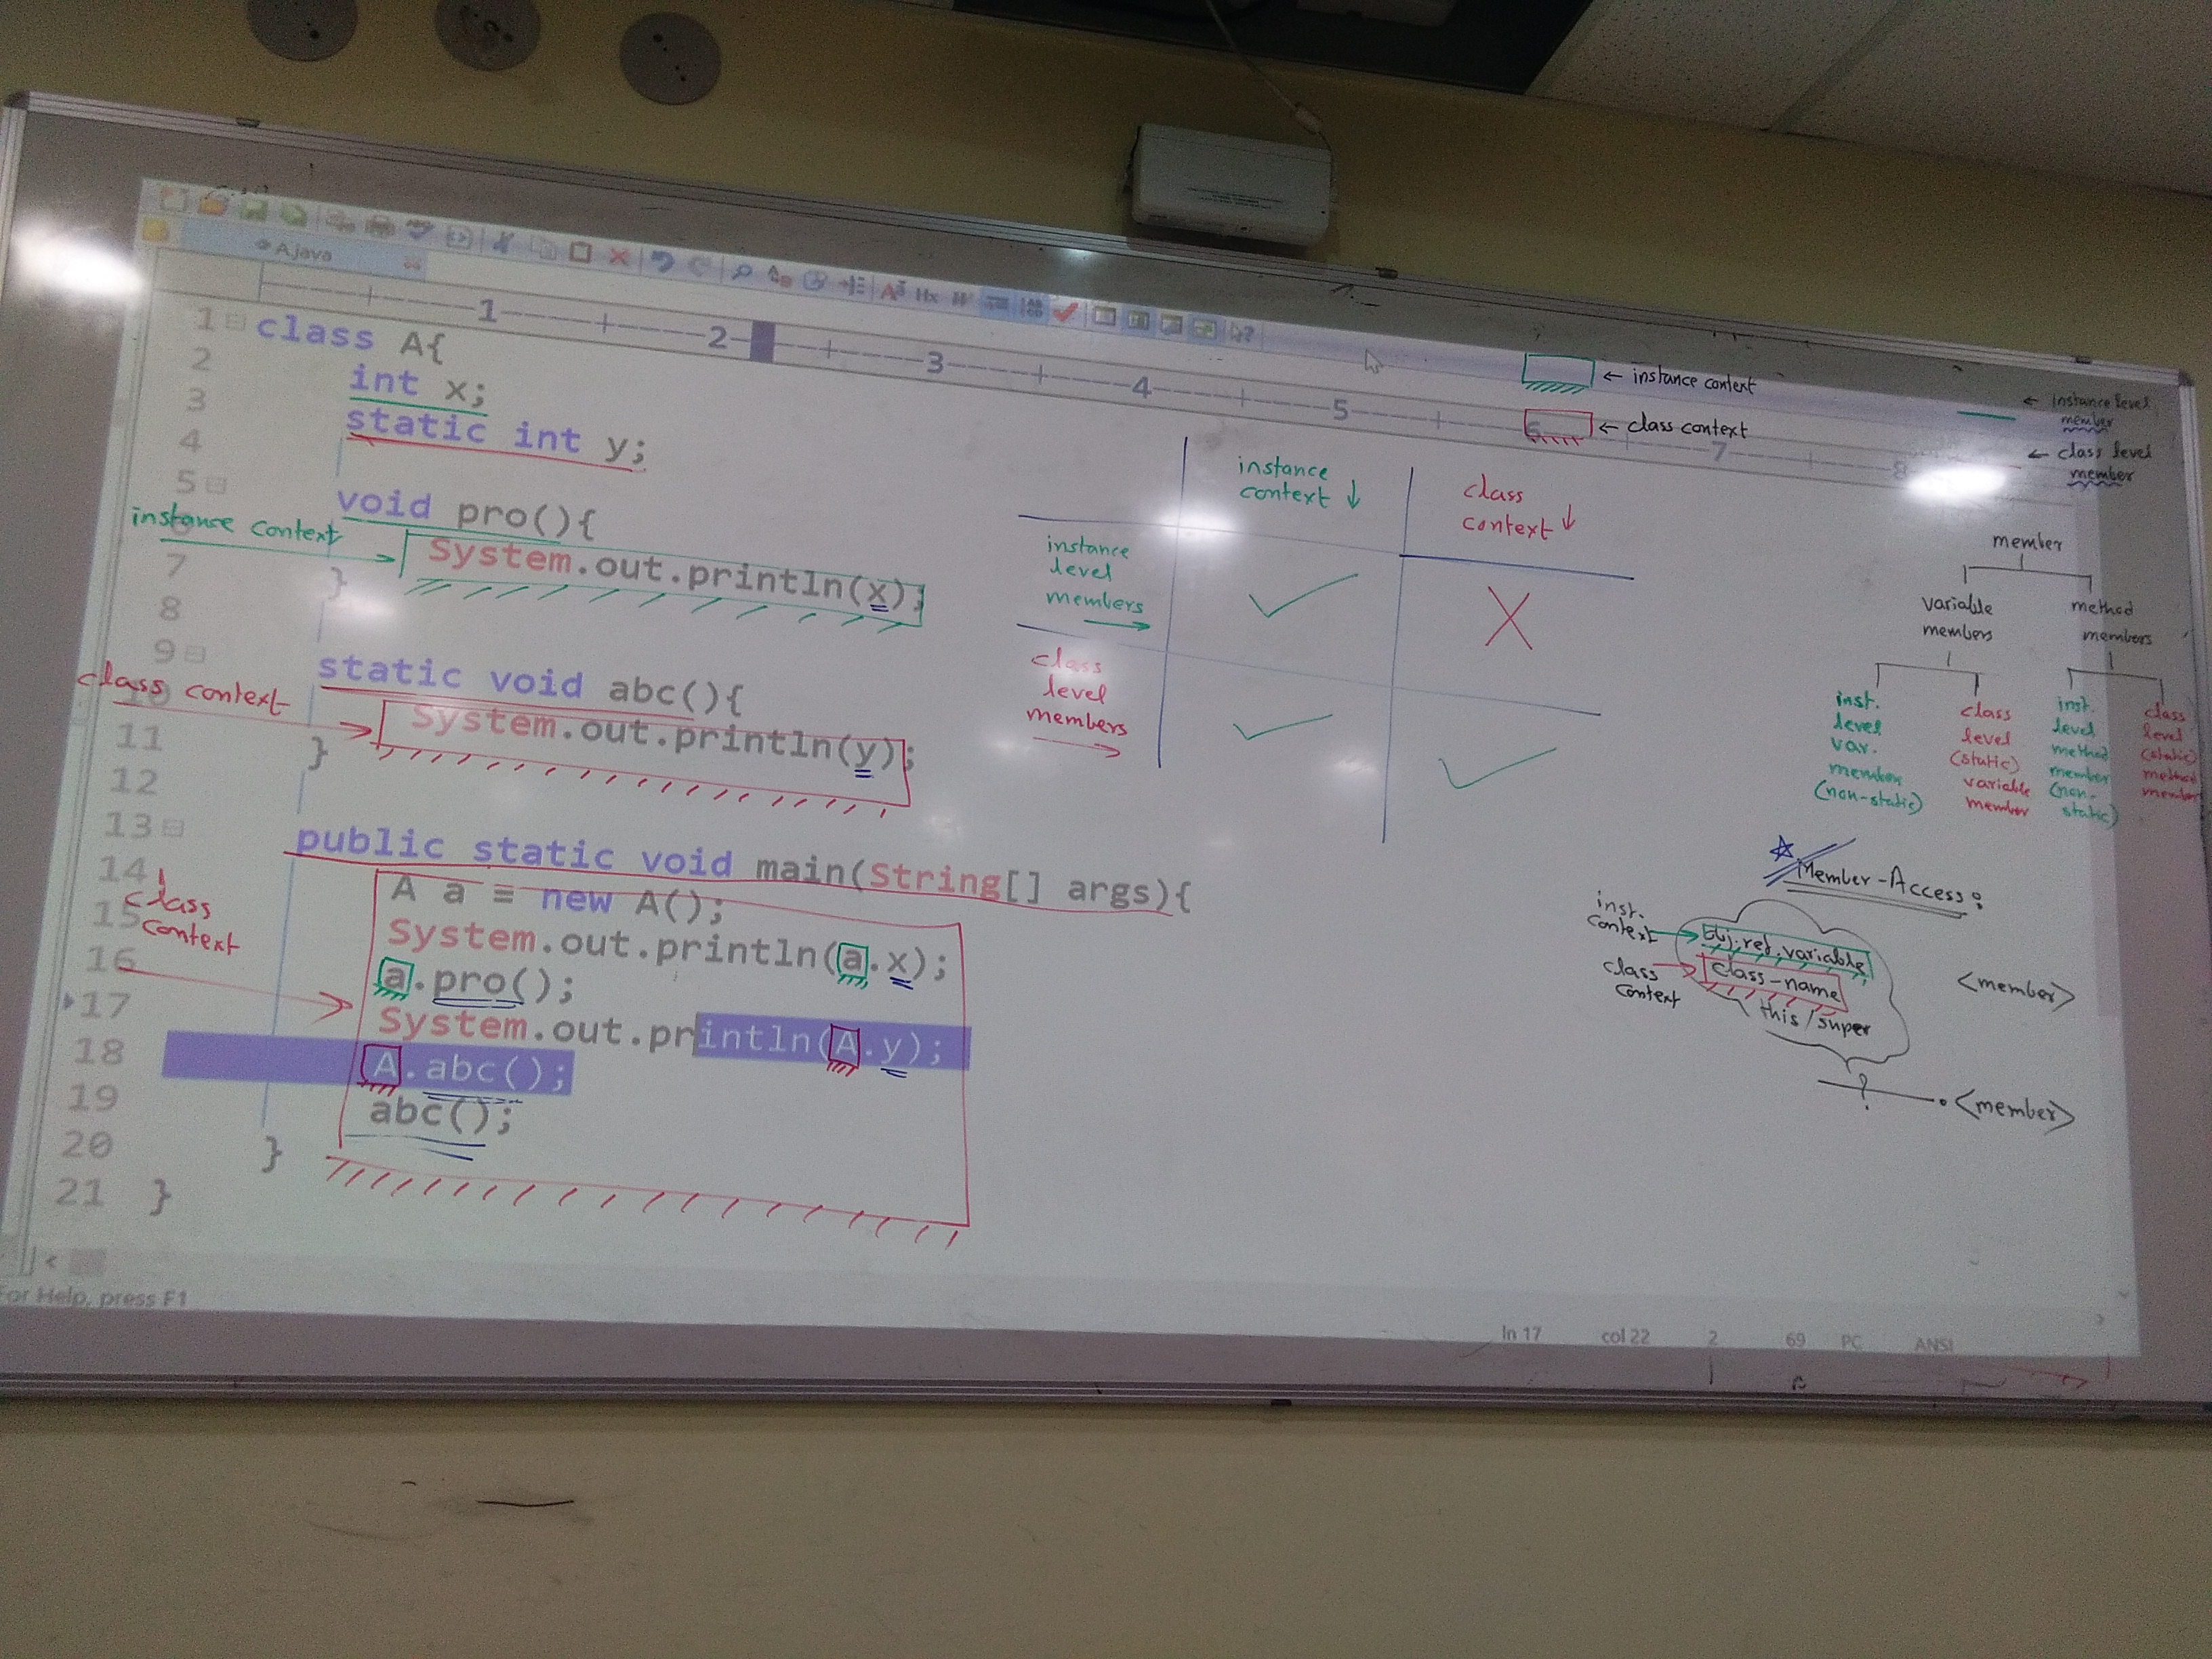 A.java
1 2 3 4 5 6 7 8
1 class A{
2 int x;
3 static int y;
4
5 void pro(){
6 System.out.println(x);
7 }
8
9 static void abc(){
10 System.out.println(y);
11 }
12
13 public static void main(String[] args){
14 A a = new A();
15 System.out.println(a.x);
16 a.pro();
17 System.out.println(A.y);
18 A.abc();
19 abc();
20 }
21 }
instance context
class context
class
context
← instance context
← class context
← instance level
member
← class level
member
instance
context ↓
class
context ↓
instance
level
members
class
level
members
member
variable
members
method
members
inst.
level
var.
member
(non-static)
class
level
(static)
variable
member
inst.
level
method
member
(non-
static)
class
level
(static)
method
member
Member-Access:
inst.
context
Obj.ref.variable
class
context
class-name
this/super
<member>
? . <member>
For Help, press F1
ln 17 col 22 2 69 PC ANSI